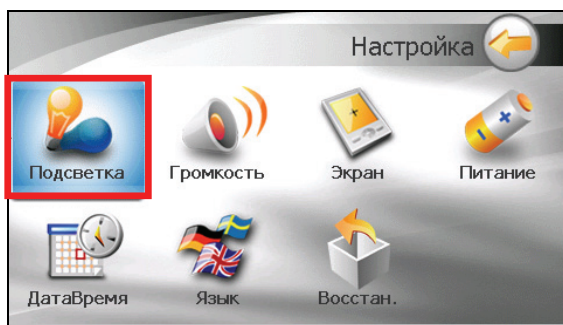 Настройка
Подсветка Громкость Экран Питание
ДатаВремя Язык Восстан.